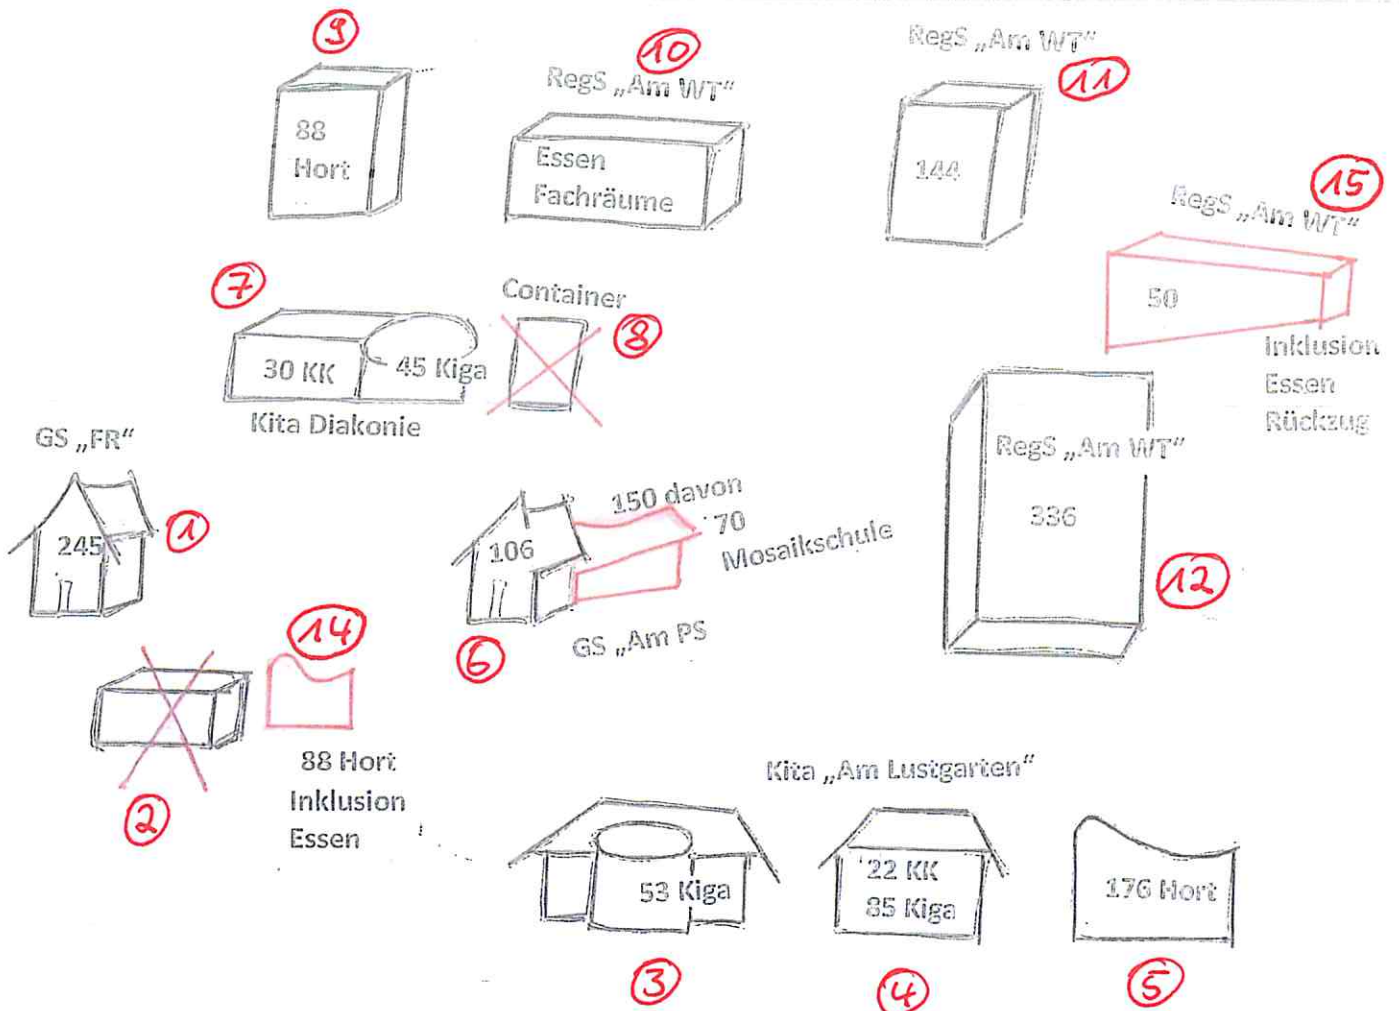 9
88
Hort
10
RegS „Am WT“
Essen
Fachräume
RegS „Am WT“
11
144
15
RegS „Am WT“
50
Inklusion
Essen
Rückzug
7
30 KK
45 Kiga
Kita Diakonie
Container
8
GS „FR“
245
1
106
150 davon
70
Mosaikschule
GS „Am PS
6
RegS „Am WT“
336
12
14
88 Hort
Inklusion
Essen
2
Kita „Am Lustgarten“
53 Kiga
22 KK
85 Kiga
176 Hort
3
4
5